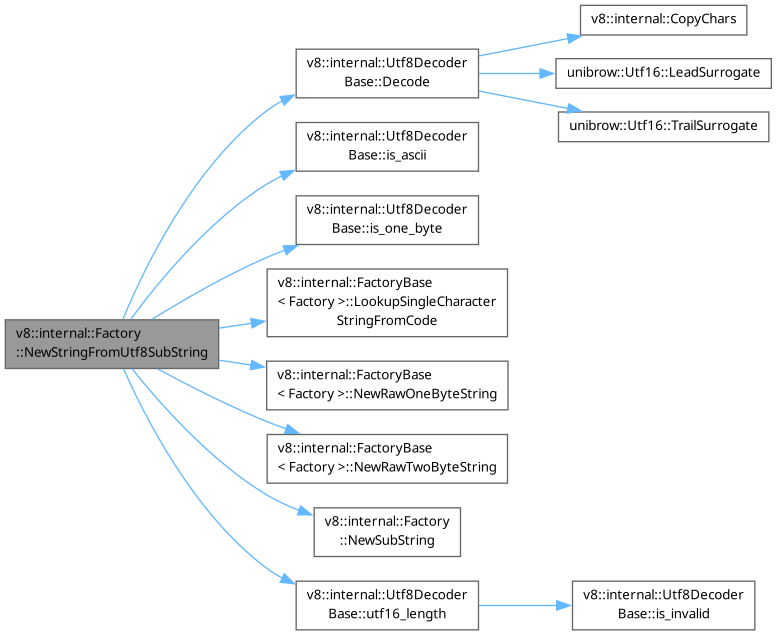 v8::internal::Factory
::NewStringFromUtf8SubString
v8::internal::Utf8Decoder
Base::Decode
v8::internal::CopyChars
unibrow::Utf16::LeadSurrogate
unibrow::Utf16::TrailSurrogate
v8::internal::Utf8Decoder
Base::is_ascii
v8::internal::Utf8Decoder
Base::is_one_byte
v8::internal::FactoryBase
< Factory >::LookupSingleCharacter
StringFromCode
v8::internal::FactoryBase
< Factory >::NewRawOneByteString
v8::internal::FactoryBase
< Factory >::NewRawTwoByteString
v8::internal::Factory
::NewSubString
v8::internal::Utf8Decoder
Base::utf16_length
v8::internal::Utf8Decoder
Base::is_invalid